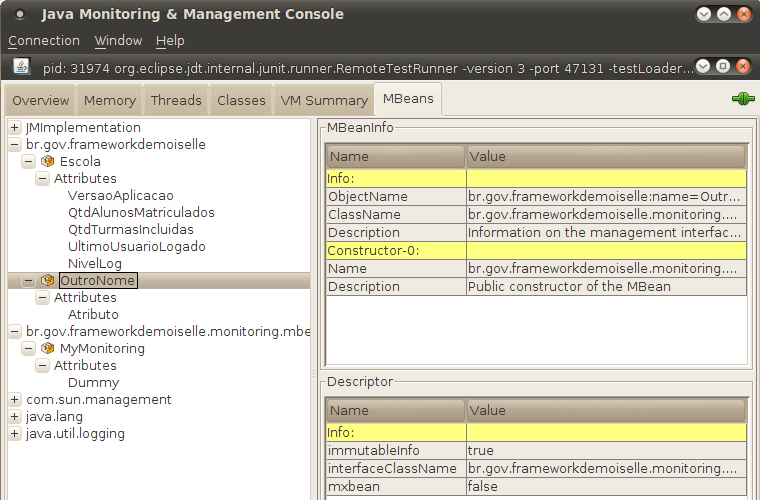 Java Monitoring & Management Console
Connection Window Help
pid: 31974 org.eclipse.jdt.internal.junit.runner.RemoteTestRunner -version 3 -port 47131 -testLoader...
Overview Memory Threads Classes VM Summary MBeans
JMImplementation
br.gov.frameworkdemoiselle
Escola
Attributes
VersaoAplicacao
QtdAlunosMatriculados
QtdTurmasIncluidas
UltimoUsuarioLogado
NivelLog
OutroNome
Attributes
Atributo
br.gov.frameworkdemoiselle.monitoring.mbe
MyMonitoring
Attributes
Dummy
com.sun.management
java.lang
java.util.logging
MBeanInfo
Name Value
Info:
ObjectName br.gov.frameworkdemoiselle:name=Outr...
ClassName br.gov.frameworkdemoiselle.monitoring....
Description Information on the management interfac...
Constructor-0:
Name br.gov.frameworkdemoiselle.monitoring....
Description Public constructor of the MBean
Descriptor
Name Value
Info:
immutableInfo true
interfaceClassName br.gov.frameworkdemoiselle.monitoring....
mxbean false